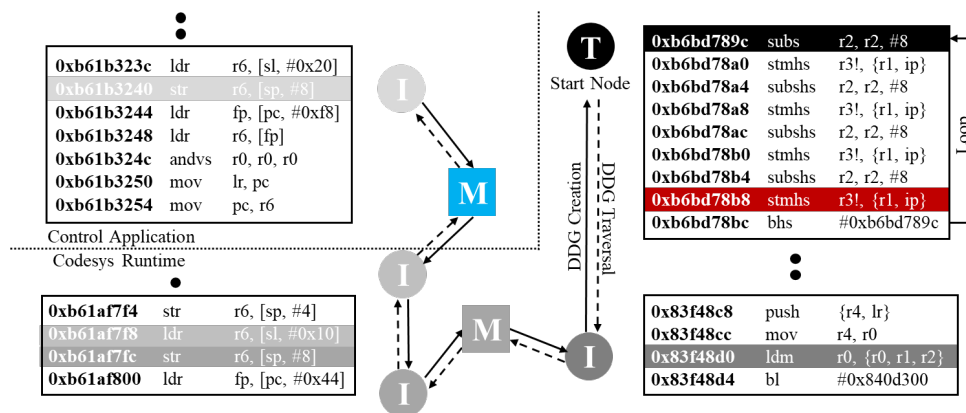 0xb61b323c ldr r6, [sl, #0x20]
0xb61b3240 str r6, [sp, #8]
0xb61b3244 ldr fp, [pc, #0xf8]
0xb61b3248 ldr r6, [fp]
0xb61b324c andvs r0, r0, r0
0xb61b3250 mov lr, pc
0xb61b3254 mov pc, r6
Control Application
Codesys Runtime
0xb61af7f4 str r6, [sp, #4]
0xb61af7f8 ldr r6, [sl, #0x10]
0xb61af7fc str r6, [sp, #8]
0xb61af800 ldr fp, [pc, #0x44]
I
M
I
M
I
I
T
Start Node
DDG Creation
DDG Traversal
0xb6bd789c subs r2, r2, #8
0xb6bd78a0 stmhs r3!, {r1, ip}
0xb6bd78a4 subshs r2, r2, #8
0xb6bd78a8 stmhs r3!, {r1, ip}
0xb6bd78ac subshs r2, r2, #8
0xb6bd78b0 stmhs r3!, {r1, ip}
0xb6bd78b4 subshs r2, r2, #8
0xb6bd78b8 stmhs r3!, {r1, ip}
0xb6bd78bc bhs #0xb6bd789c
Loop
0x83f48c8 push {r4, lr}
0x83f48cc mov r4, r0
0x83f48d0 ldm r0, {r0, r1, r2}
0x83f48d4 bl #0x840d300